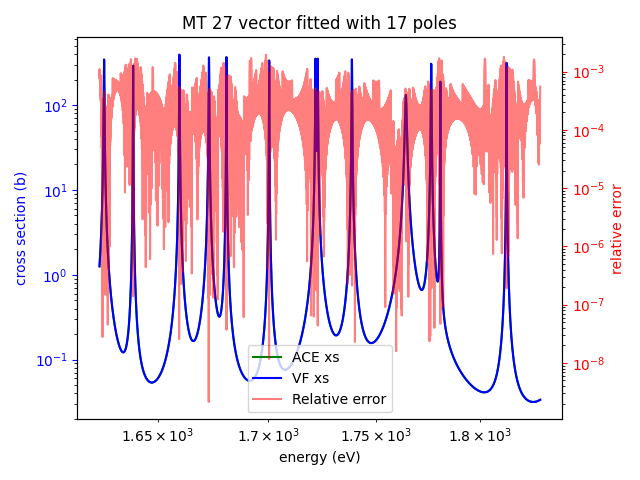 MT 27 vector fitted with 17 poles
cross section (b)
10²
10¹
10⁰
10⁻¹
10⁻³
10⁻⁴
10⁻⁵
10⁻⁶
10⁻⁷
10⁻⁸
relative error
ACE xs
VF xs
Relative error
1.65 × 10³ 1.7 × 10³ 1.75 × 10³ 1.8 × 10³
energy (eV)